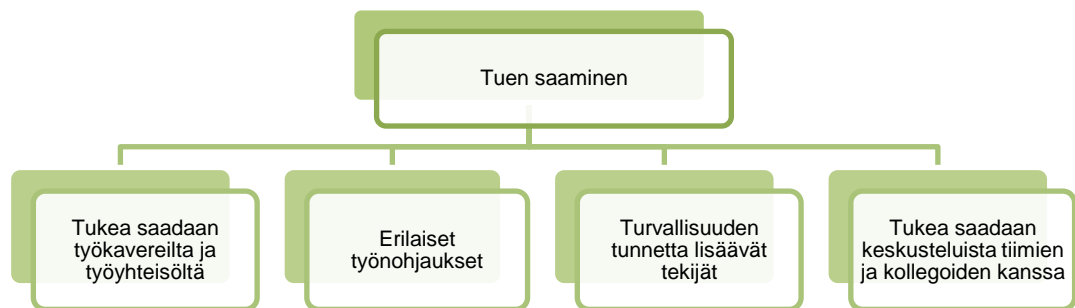 Tuen saaminen
Tukea saadaan
työkavereilta ja
työyhteisöltä
Erilaiset
työnohjaukset
Turvallisuuden
tunnetta lisäävät
tekijät
Tukea saadaan
keskusteluista tiimien
ja kollegoiden kanssa